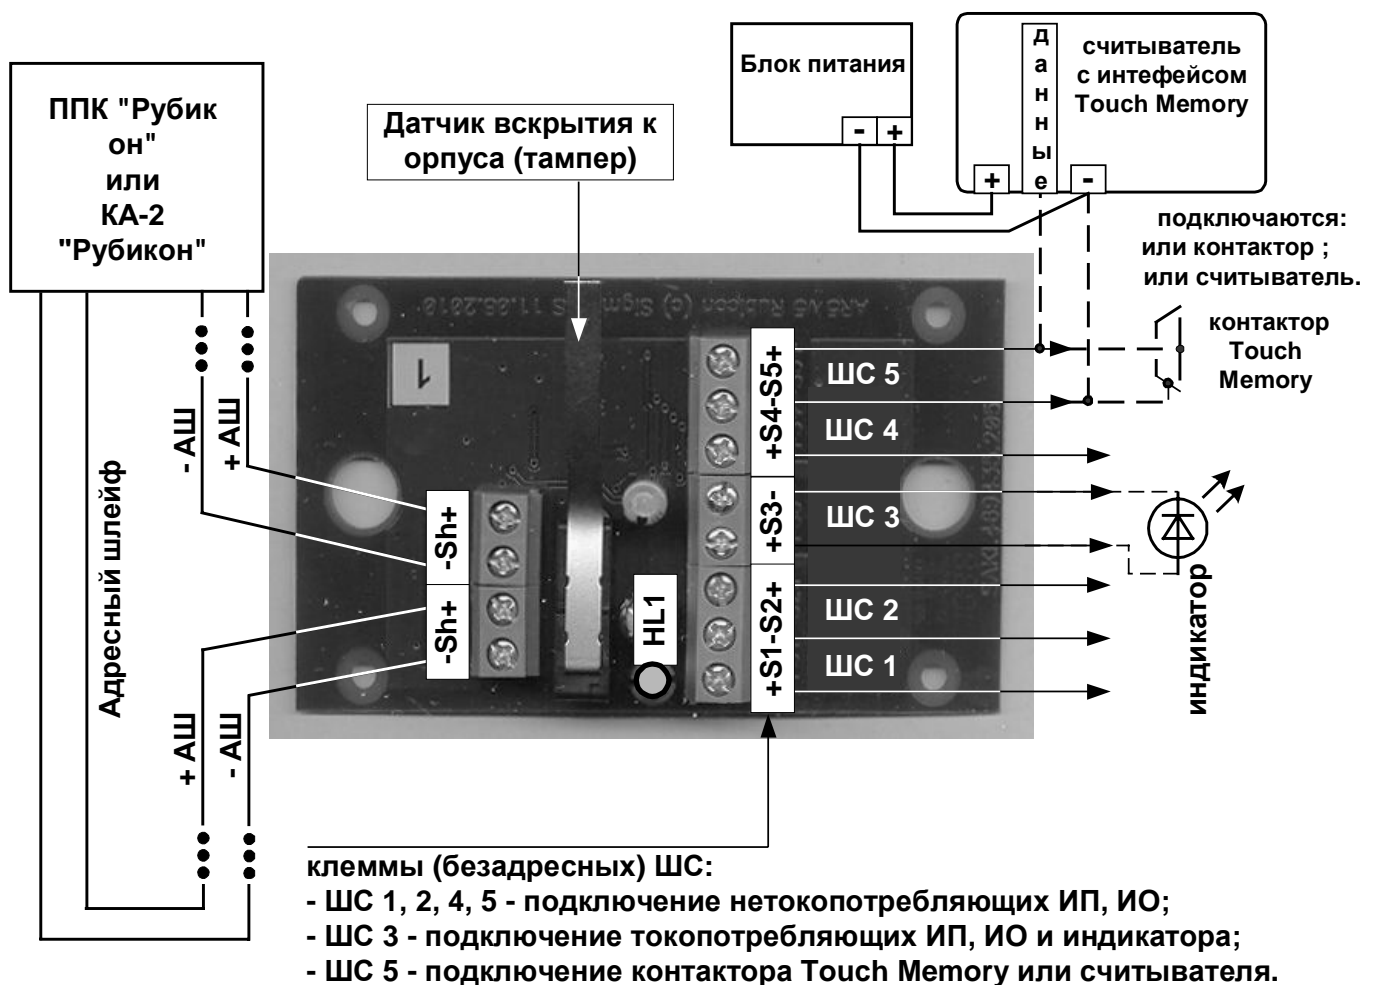 ППК "Рубик
он"
или
КА-2
"Рубикон"
Датчик вскрытия к
орпуса (тампер)
Блок питания
- +
данные
считыватель
с интефейсом
Touch Memory
+
-
подключаются:
или контактор ;
или считыватель.
контактор
Touch
Memory
- АШ
+ АШ
Адресный шлейф
+ АШ
- АШ
1
-Sh+
-Sh+
HL1
+S4-S5+
+S3-
+S1-S2+
ШС 5
ШС 4
ШС 3
ШС 2
ШС 1
индикатор
клеммы (безадресных) ШС:
- ШС 1, 2, 4, 5 - подключение нетокопотребляющих ИП, ИО;
- ШС 3 - подключение токопотребляющих ИП, ИО и индикатора;
- ШС 5 - подключение контактора Touch Memory или считывателя.